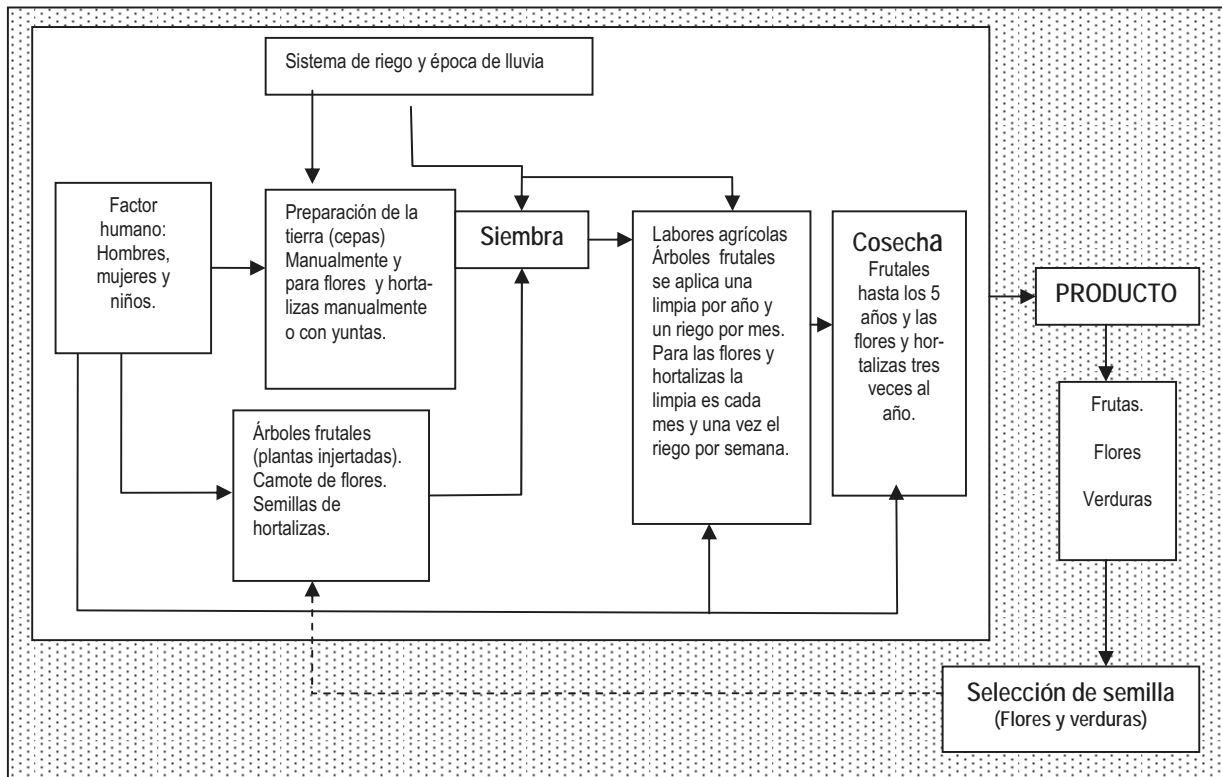 Sistema de riego y época de lluvia
Factor
humano:
Hombres,
mujeres y
niños.
Preparación de la
tierra (cepas)
Manualmente y
para flores y horta-
lizas manualmente
o con yuntas.
Siembra
Labores agrícolas
Árboles frutales
se aplica una
limpia por año y
un riego por mes.
Para las flores y
hortalizas la
limpia es cada
mes y una vez el
riego por semana.
Cosecha
Frutales
hasta los 5
años y las
flores y hor-
talizas tres
veces al
año.
PRODUCTO
Frutas.
Flores
Verduras
Árboles frutales
(plantas injertadas).
Camote de flores.
Semillas de
hortalizas.
Selección de semilla
(Flores y verduras)